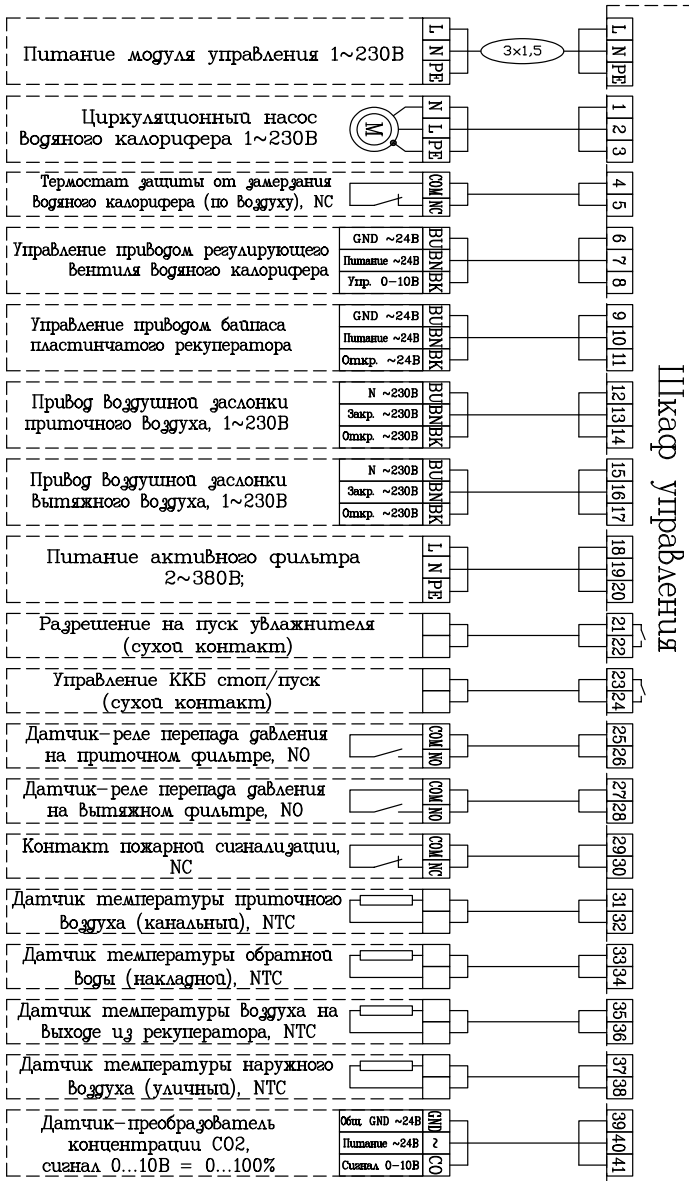 Питание модуля управления 1~230В
L
N
PE
3x1,5
L
N
PE
Циркуляционный насос
водяного калорифера 1~230В
M
N
L
PE
1
2
3
Термостат защиты от замерзания
водяного калорифера (по воздуху), NC
COM
NC
4
5
Управление приводом регулирующего
вентиля водяного калорифера
GND ~24В
Питание ~24В
Упр. 0-10В
BU
BN
BK
6
7
8
Управление приводом байпаса
пластинчатого рекуператора
GND ~24В
Питание ~24В
Откр. ~24В
BU
BN
BK
9
10
11
Привод воздушной заслонки
приточного воздуха, 1~230В
N ~230В
Закр. ~230В
Откр. ~230В
BU
BN
BK
12
13
14
Привод воздушной заслонки
вытяжного воздуха, 1~230В
N ~230В
Закр. ~230В
Откр. ~230В
BU
BN
BK
15
16
17
Питание активного фильтра
2~380В;
L
N
PE
18
19
20
Разрешение на пуск увлажнителя
(сухой контакт)
21
22
Управление ККБ стоп/пуск
(сухой контакт)
23
24
Датчик-реле перепада давления
на приточном фильтре, NO
COM
NO
25
26
Датчик-реле перепада давления
на вытяжном фильтре, NO
COM
NO
27
28
Контакт пожарной сигнализации,
NC
COM
NC
29
30
Датчик температуры приточного
воздуха (канальный), NTC
31
32
Датчик температуры обратной
воды (накладной), NTC
33
34
Датчик температуры воздуха на
выходе из рекуператора, NTC
35
36
Датчик температуры наружного
воздуха (уличный), NTC
37
38
Датчик-преобразователь
концентрации CO2,
сигнал 0...10В = 0...100%
Общ. GND ~24В
Питание ~24В
Сигнал 0-10В
GND
~
CO
39
40
41
Шкаф управления